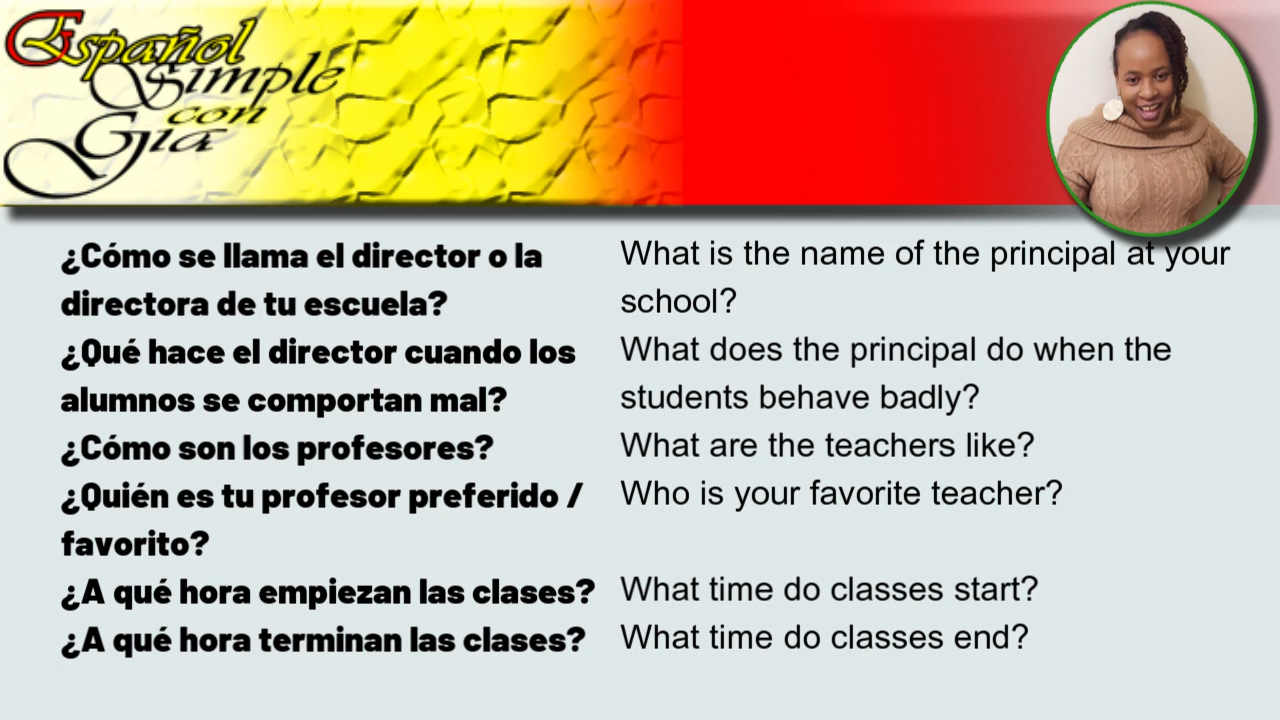 Español
Simple
con
Gia
¿Cómo se llama el director o la
directora de tu escuela?
¿Qué hace el director cuando los
alumnos se comportan mal?
¿Cómo son los profesores?
¿Quién es tu profesor preferido /
favorito?
¿A qué hora empiezan las clases?
¿A qué hora terminan las clases?
What is the name of the principal at your
school?
What does the principal do when the
students behave badly?
What are the teachers like?
Who is your favorite teacher?
What time do classes start?
What time do classes end?